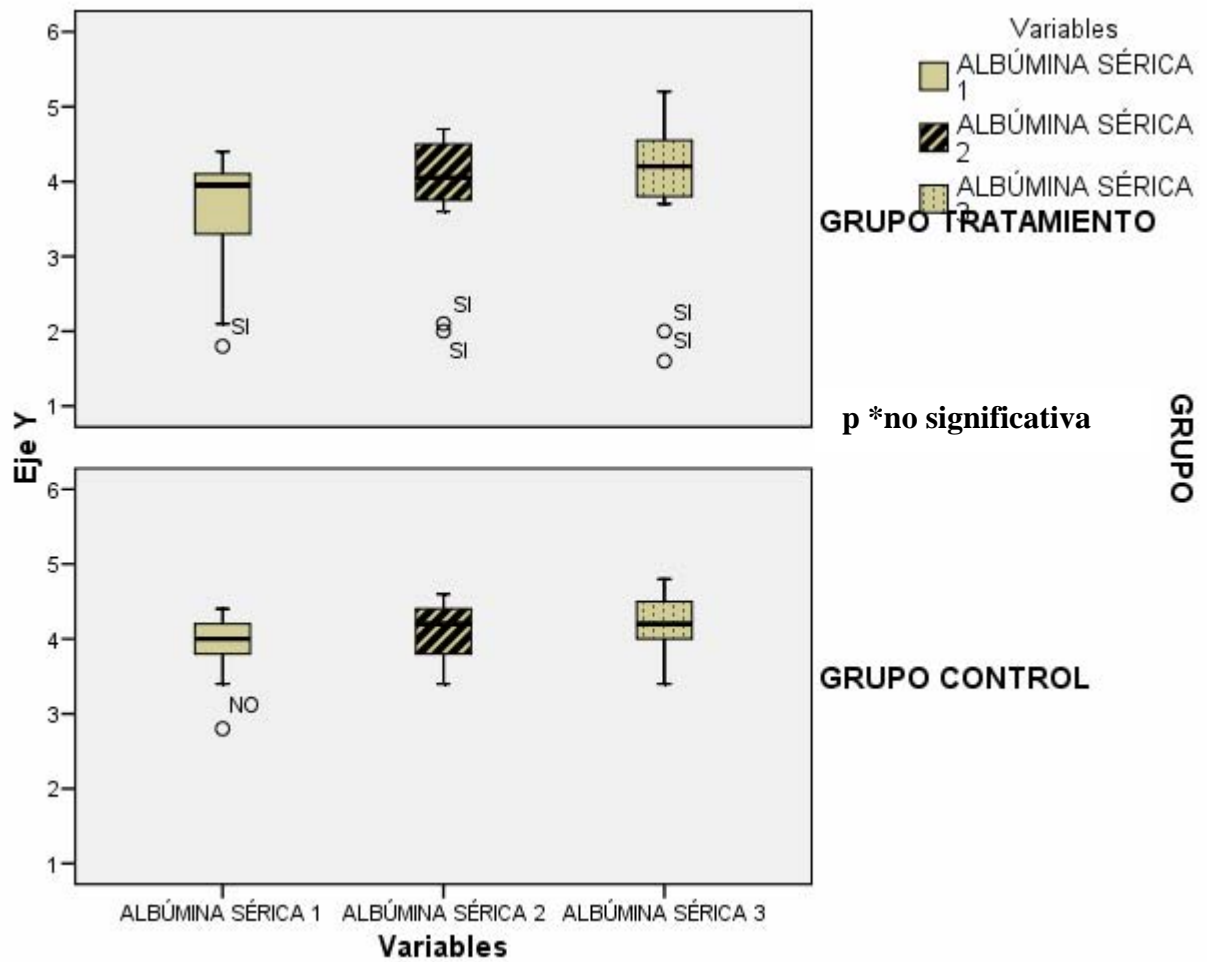 Variables
ALBÚMINA SÉRICA
1
ALBÚMINA SÉRICA
2
ALBÚMINA SÉRICA
3
GRUPO TRATAMIENTO
6
5
4
3
2
1
SI
SI
SI
SI
SI
p *no significativa
GRUPO
Eje Y
6
5
4
3
2
1
NO
GRUPO CONTROL
ALBÚMINA SÉRICA 1
ALBÚMINA SÉRICA 2
ALBÚMINA SÉRICA 3
Variables